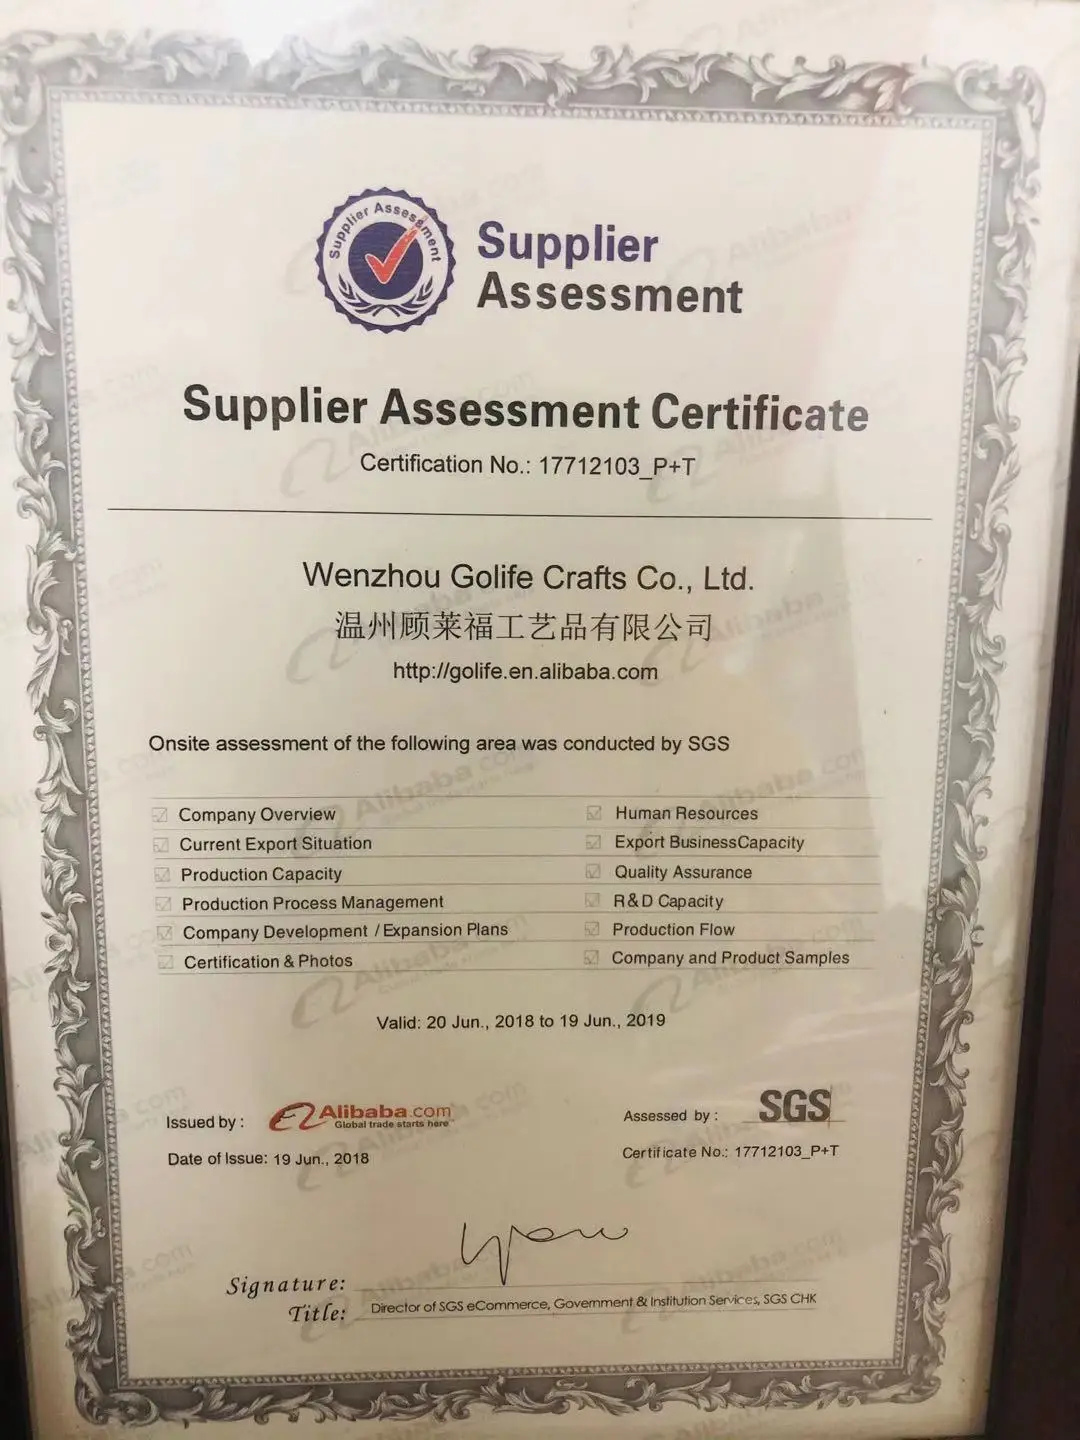 Supplier Assessment
Supplier
Assessment
Supplier Assessment Certificate
Certification No.: 17712103_P+T
Wenzhou Golife Crafts Co., Ltd.
温州顾莱福工艺品有限公司
http://golife.en.alibaba.com
Onsite assessment of the following area was conducted by SGS
Company Overview
Human Resources
Current Export Situation
Export BusinessCapacity
Production Capacity
Quality Assurance
Production Process Management
R&D Capacity
Company Development / Expansion Plans
Production Flow
Certification & Photos
Company and Product Samples
Valid: 20 Jun., 2018 to 19 Jun., 2019
Issued by: Alibaba.com
Global trade starts here™
Assessed by: SGS
Date of Issue: 19 Jun., 2018
Certificate No.: 17712103_P+T
Signature:
Title: Director of SGS eCommerce, Government & Institution Services, SGS CHK